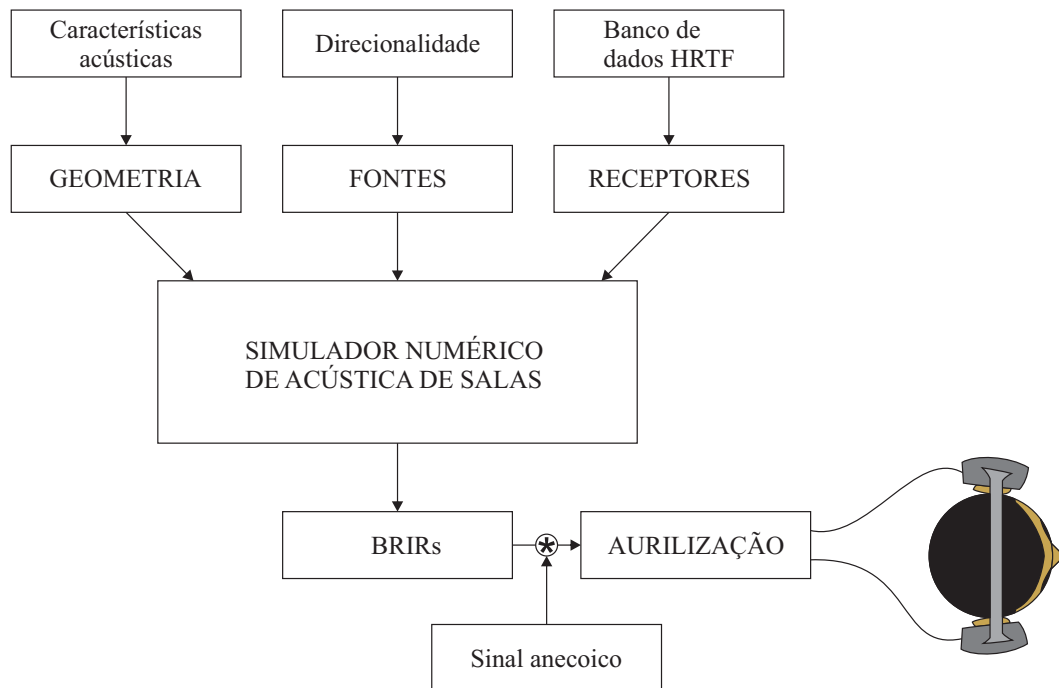 Características
acústicas
Direcionalidade
Banco de
dados HRTF
GEOMETRIA
FONTES
RECEPTORES
SIMULADOR NUMÉRICO
DE ACÚSTICA DE SALAS
BRIRs
*
AURILIZAÇÃO
Sinal anecoico